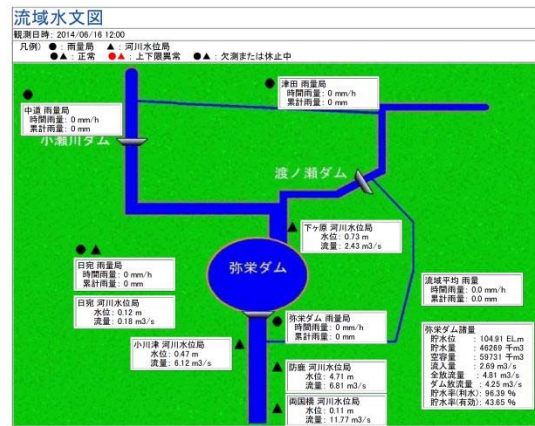 流域水文図
観測日時: 2014/06/16 12:00
凡例) ● : 雨量局 ▲ : 河川水位局
●▲ : 正常 ●▲ : 上下限異常 ●▲ : 欠測または休止中
津田 雨量局
時間雨量: 0 mm/h
累計雨量: 0 mm
中道 雨量局
時間雨量: 0 mm/h
累計雨量: 0 mm
小瀬川ダム
渡ノ瀬ダム
下ヶ原 河川水位局
水位: 0.73 m
流量: 2.43 m3/s
日宛 雨量局
時間雨量: 0 mm/h
累計雨量: 0 mm
弥栄ダム
流域平均 雨量
時間雨量: 0.0 mm/h
累計雨量: 0.0 mm
日宛 河川水位局
水位: 0.12 m
流量: 0.18 m3/s
弥栄ダム 雨量局
時間雨量: 0 mm/h
累計雨量: 0 mm
小川津 河川水位局
水位: 0.47 m
流量: 6.12 m3/s
弥栄ダム諸量
貯水位 : 104.91 EL.m
貯水量 : 46269 千m3
空容量 : 59731 千m3
流入量 : 2.69 m3/s
全放流量 : 4.81 m3/s
ダム放流量 : 4.25 m3/s
貯水率(利水) : 96.39 %
貯水率(有効) : 43.65 %
防鹿 河川水位局
水位: 4.71 m
流量: 6.81 m3/s
両国橋 河川水位局
水位: 0.11 m
流量: 11.77 m3/s